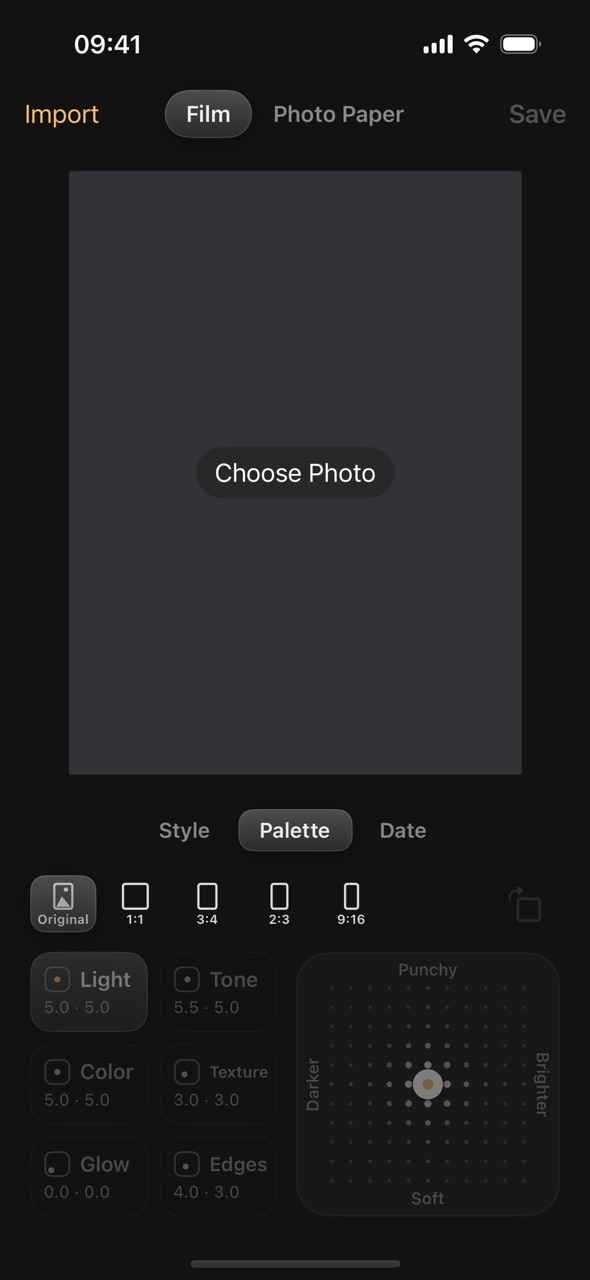 09:41
Import Film Photo Paper Save
Choose Photo
Style Palette Date
Original 1:1 3:4 2:3 9:16
Light
5.0 · 5.0
Tone
5.5 · 5.0
Color
5.0 · 5.0
Texture
3.0 · 3.0
Glow
0.0 · 0.0
Edges
4.0 · 3.0
Punchy
Darker
Brighter
Soft